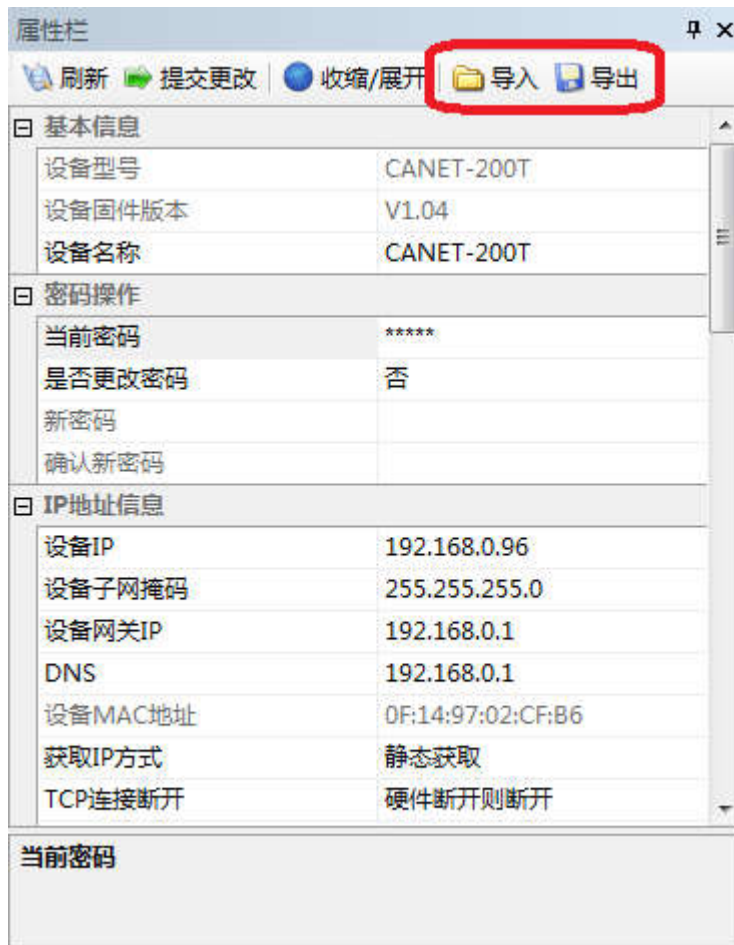 属性栏
刷新 提交更改 收缩/展开 导入 导出
基本信息
设备型号 CANET-200T
设备固件版本 V1.04
设备名称 CANET-200T
密码操作
当前密码 *****
是否更改密码 否
新密码
确认新密码
IP地址信息
设备IP 192.168.0.96
设备子网掩码 255.255.255.0
设备网关IP 192.168.0.1
DNS 192.168.0.1
设备MAC地址 0F:14:97:02:CF:B6
获取IP方式 静态获取
TCP连接断开 硬件断开则断开
当前密码